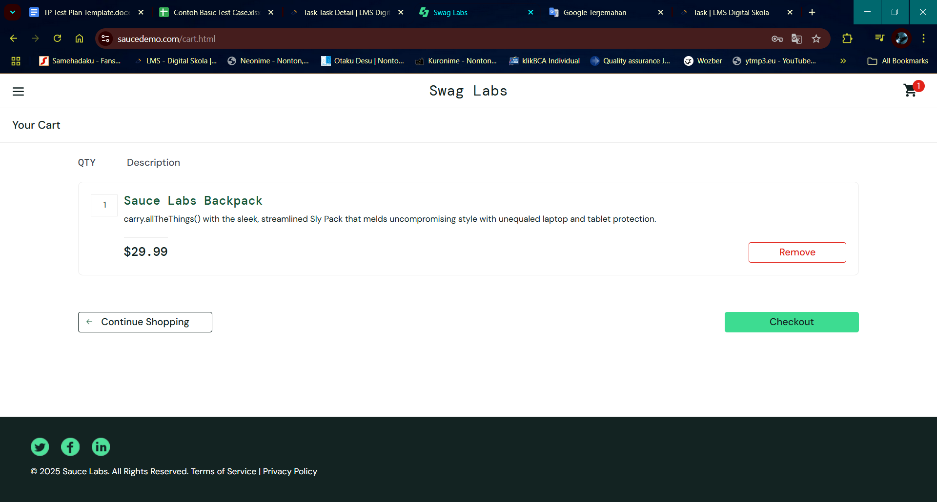 TP Test Plan Template.docx
Contoh Basic Test Case.xlsx
Task Task Detail | LMS Digit
Swag Labs
Google Terjemahan
Task | LMS Digital Skola
saucedemo.com/cart.html
Samehadaku - Fans...
LMS - Digital Skola |...
Neonime - Nonton,...
Otaku Desu | Nonto...
Kuronime - Nonton...
klikBCA Individual
Quality assurance J...
Wozber
ytmp3.eu - YouTube...
»
All Bookmarks
Swag Labs
1
Your Cart
QTY
Description
1
Sauce Labs Backpack
carry.allTheThings() with the sleek, streamlined Sly Pack that melds uncompromising style with unequaled laptop and tablet protection.
$29.99
Remove
Continue Shopping
Checkout
© 2025 Sauce Labs. All Rights Reserved. Terms of Service | Privacy Policy